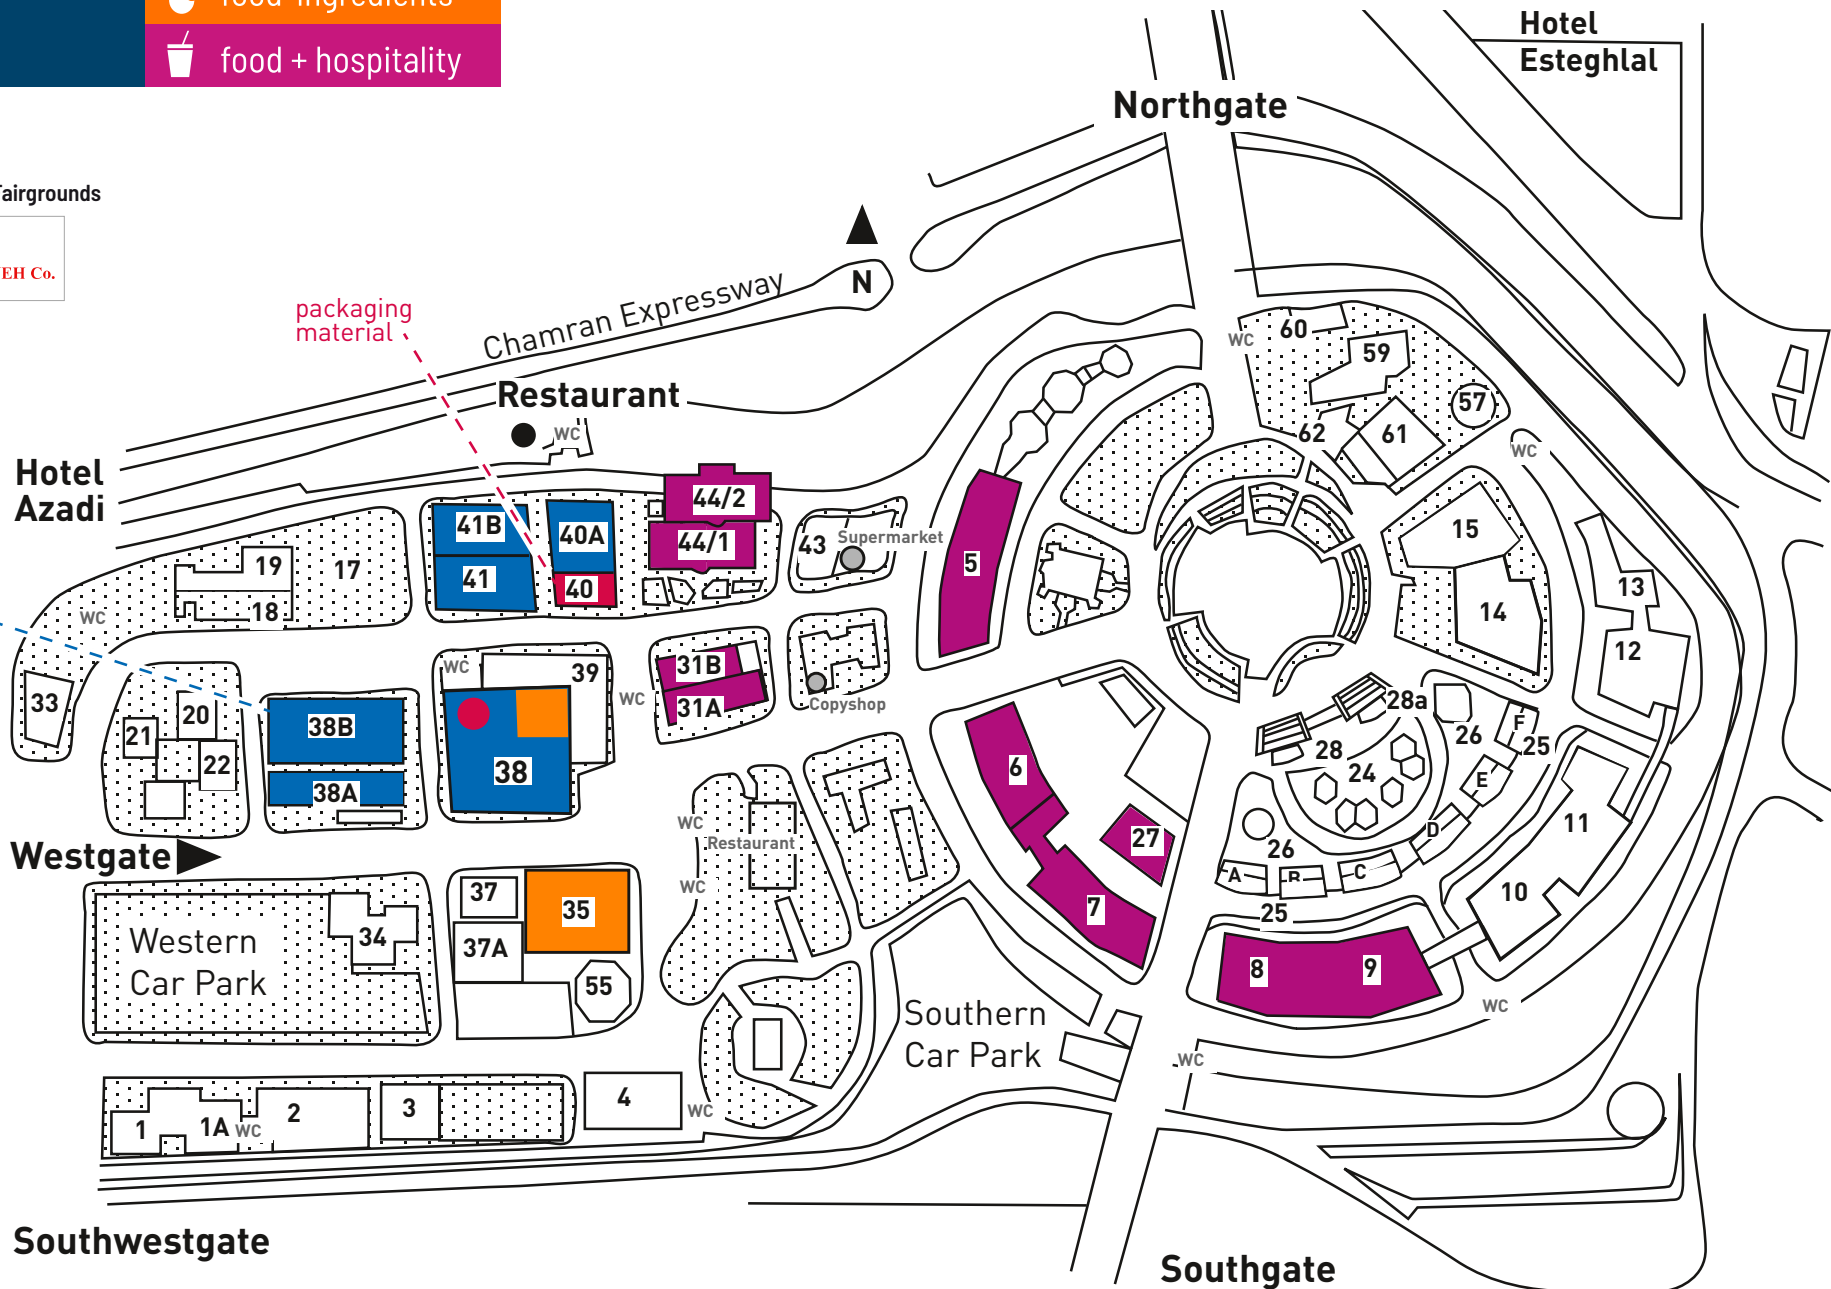 food + hospitality
Hotel
Esteghlal
Northgate
Fairgrounds
EH Co.
N
packaging
material
Chamran Expressway
Restaurant
WC
Hotel
Azadi
WC
60
59
57
62
61
WC
44/2
41B
40A
44/1
43
Supermarket
5
15
19
17
41
40
18
WC
13
14
12
WC
39
31B
WC
31A
Copyshop
33
20
21
22
38B
38A
38
28a
F
26
25
28
24
E
6
27
D
11
WC
Restaurant
WC
26
A
B
C
25
10
7
Westgate
37
35
34
37A
55
Western
Car Park
8
9
WC
Southern
Car Park
WC
1
1A
WC
2
3
4
WC
Southwestgate
Southgate